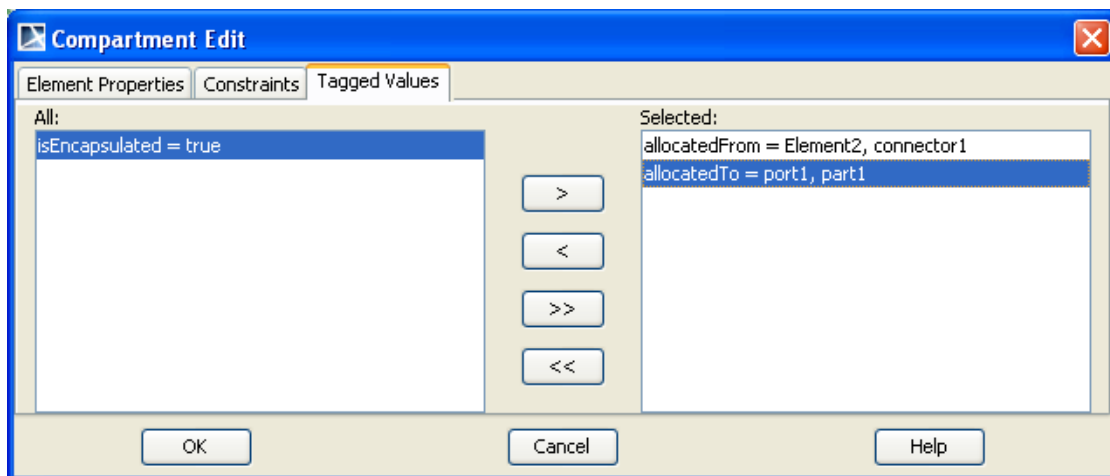 Compartment Edit
Element Properties Constraints Tagged Values
All:
Selected:
isEncapsulated = true
allocatedFrom = Element2, connector1
allocatedTo = port1, part1
>
<
>>
<<
OK Cancel Help